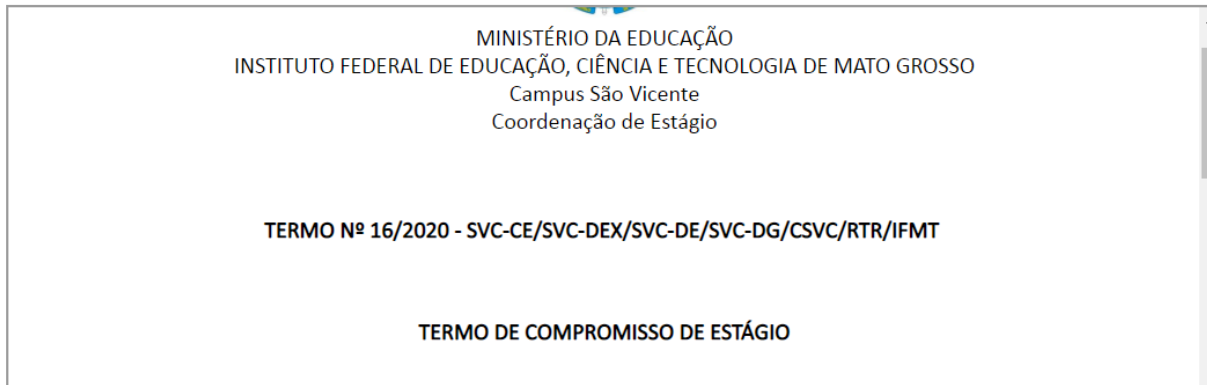 MINISTÉRIO DA EDUCAÇÃO
INSTITUTO FEDERAL DE EDUCAÇÃO, CIÊNCIA E TECNOLOGIA DE MATO GROSSO
Campus São Vicente
Coordenação de Estágio
TERMO Nº 16/2020 - SVC-CE/SVC-DEX/SVC-DE/SVC-DG/CSVC/RTR/IFMT
TERMO DE COMPROMISSO DE ESTÁGIO